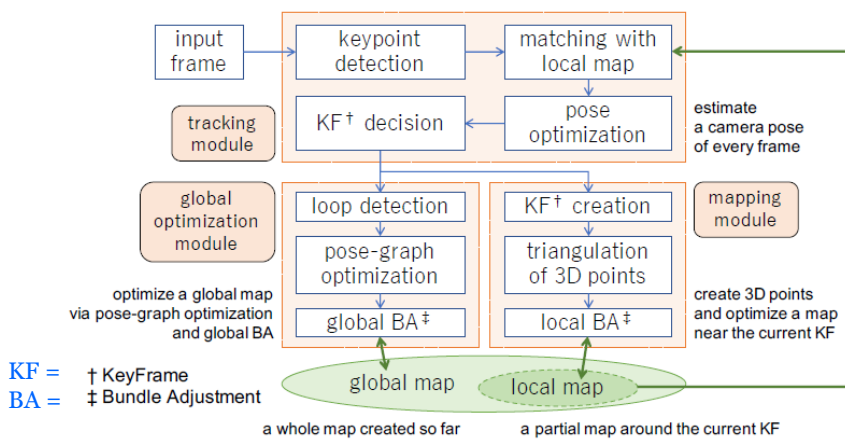 input
frame
keypoint
detection
matching with
local map
tracking
module
KF† decision
pose
optimization
estimate
a camera pose
of every frame
global
optimization
module
loop detection
KF† creation
mapping
module
pose-graph
optimization
triangulation
of 3D points
optimize a global map
via pose-graph optimization
and global BA
global BA‡
local BA‡
create 3D points
and optimize a map
near the current KF
KF = † KeyFrame
BA = ‡ Bundle Adjustment
global map
local map
a whole map created so far
a partial map around the current KF